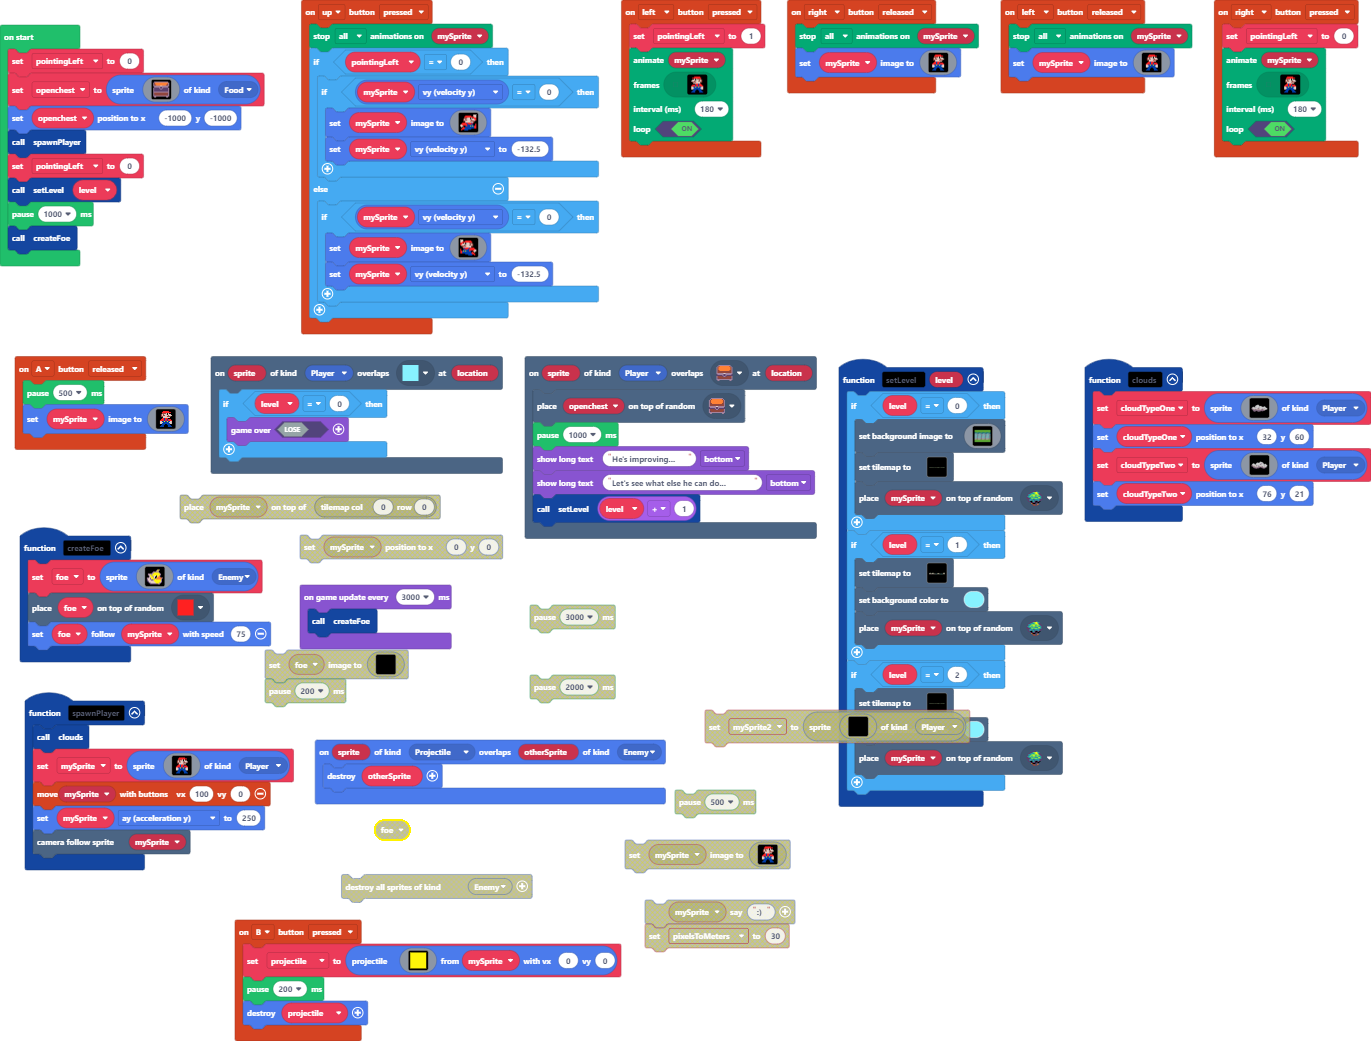 on start
set pointingLeft to 0
set openchest to sprite of kind Food
set openchest position to x -1000 y -1000
call spawnPlayer
set pointingLeft to 0
call setLevel level
pause 1000 ms
call createFoe
on up button pressed
stop all animations on mySprite
if pointingLeft = 0 then
if mySprite vy (velocity y) = 0 then
set mySprite image to
set mySprite vy (velocity y) to -132.5
else
if mySprite vy (velocity y) = 0 then
set mySprite image to
set mySprite vy (velocity y) to -132.5
on left button pressed
set pointingLeft to 1
animate mySprite
frames
interval (ms) 180
loop ON
on right button released
stop all animations on mySprite
set mySprite image to
on left button released
stop all animations on mySprite
set mySprite image to
on right button pressed
set pointingLeft to 0
animate mySprite
frames
interval (ms) 180
loop ON
on A button released
pause 500 ms
set mySprite image to
on sprite of kind Player overlaps at location
if level = 0 then
game over LOSE
on sprite of kind Player overlaps at location
place openchest on top of random
pause 1000 ms
show long text "He's improving... " bottom
show long text "Let's see what else he can do... " bottom
call setLevel level + 1
function setLevel level
if level = 0 then
set background image to
set tilemap to
place mySprite on top of random
if level = 1 then
set tilemap to
set background color to
place mySprite on top of random
if level = 2 then
set tilemap to
place mySprite on top of random
function clouds
set cloudTypeOne to sprite of kind Player
set cloudTypeOne position to x 32 y 60
set cloudTypeTwo to sprite of kind Player
set cloudTypeTwo position to x 76 y 21
place mySprite on top of tilemap col 0 row 0
set mySprite position to x 0 y 0
function createFoe
set foe to sprite of kind Enemy
place foe on top of random
set foe follow mySprite with speed 75
on game update every 3000 ms
call createFoe
set foe image to
pause 200 ms
pause 3000 ms
pause 2000 ms
function spawnPlayer
call clouds
set mySprite to sprite of kind Player
move mySprite with buttons vx 100 vy 0
set mySprite ay (acceleration y) to 250
camera follow sprite mySprite
set mySprite2 to sprite of kind Player
on sprite of kind Projectile overlaps otherSprite of kind Enemy
destroy otherSprite
foe
pause 500 ms
set mySprite image to
destroy all sprites of kind Enemy
mySprite say ":)"
set pixelsToMeters to 30
on B button pressed
set projectile to projectile from mySprite with vx 0 vy 0
pause 200 ms
destroy projectile